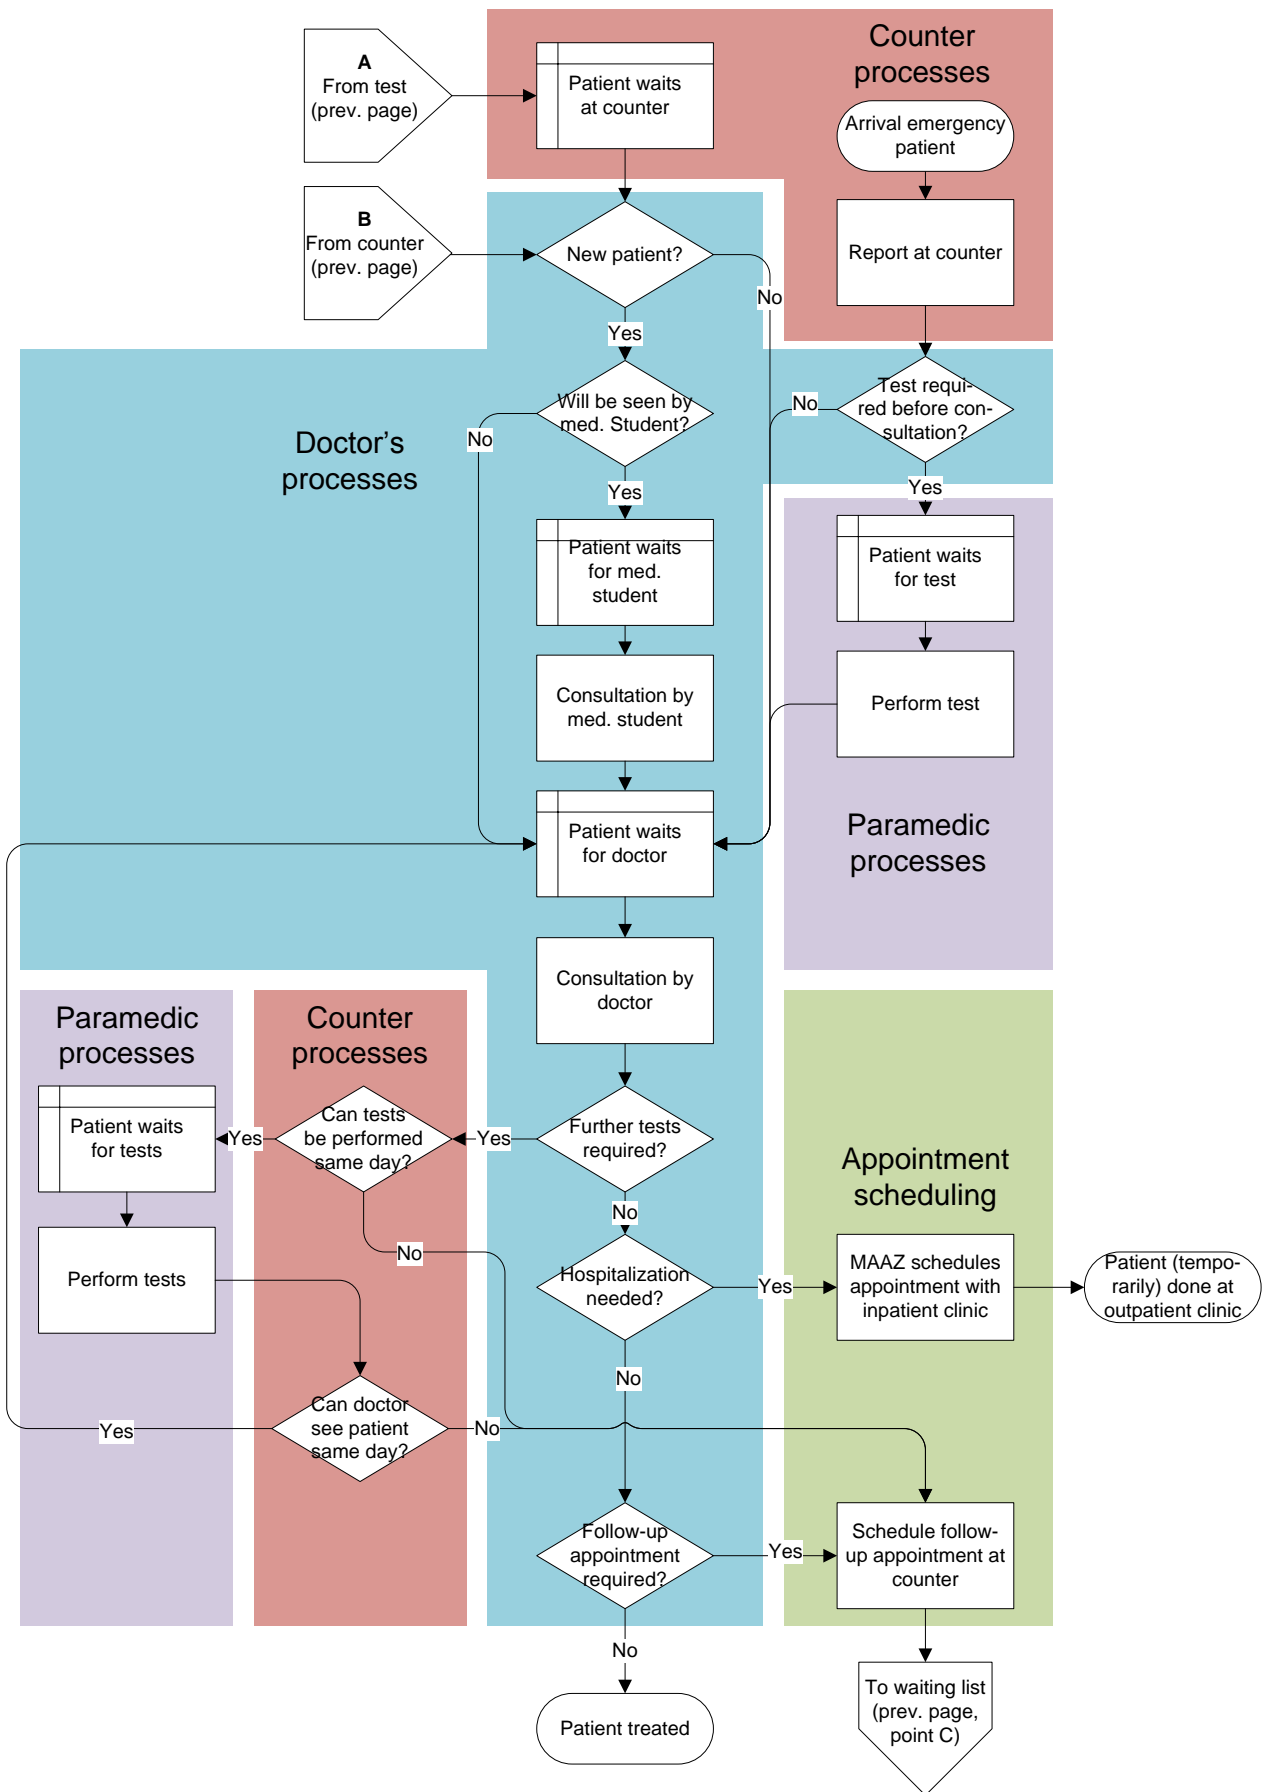 Counter
processes
A
From test
(prev. page)
Patient waits
at counter
Arrival emergency
patient
B
From counter
(prev. page)
New patient?
No
Report at counter
Yes
Will be seen by
med. Student?
No
Test requi-
red before con-
sultation?
No
Doctor's
processes
Yes
Yes
Patient waits
for med.
student
Patient waits
for test
Consultation by
med. student
Perform test
Patient waits
for doctor
Paramedic
processes
Consultation by
doctor
Paramedic
processes
Counter
processes
Patient waits
for tests
Yes
Can tests
be performed
same day?
Yes
Further tests
required?
Appointment
scheduling
No
No
Perform tests
Hospitalization
needed?
Yes
MAAZ schedules
appointment with
inpatient clinic
Patient (tempo-
rarily) done at
outpatient clinic
No
Yes
Can doctor
see patient
same day?
No
Follow-up
appointment
required?
Yes
Schedule follow-
up appointment at
counter
No
Patient treated
To waiting list
(prev. page,
point C)